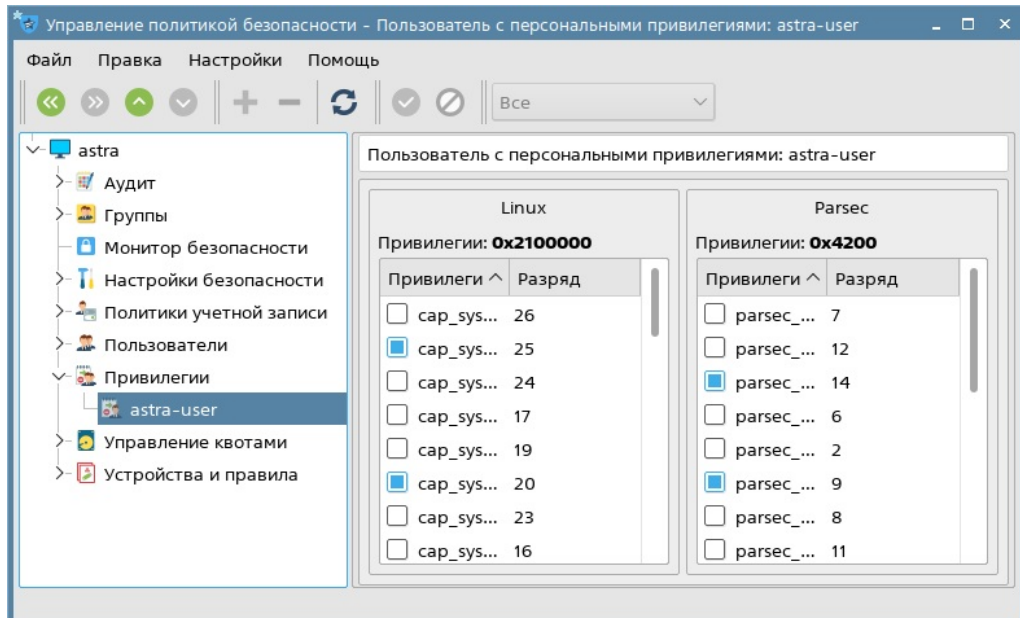 Управление политикой безопасности - Пользователь с персональными привилегиями: astra-user
Файл Правка Настройки Помощь
Все
astra
Аудит
Группы
Монитор безопасности
Настройки безопасности
Политики учетной записи
Пользователи
Привилегии
astra-user
Управление квотами
Устройства и правила
Пользователь с персональными привилегиями: astra-user
Linux
Привилегии: 0x2100000
Привилеги Разряд
cap_sys... 26
cap_sys... 25
cap_sys... 24
cap_sys... 17
cap_sys... 19
cap_sys... 20
cap_sys... 23
cap_sys... 16
Parsec
Привилегии: 0x4200
Привилеги Разряд
parsec_... 7
parsec_... 12
parsec_... 14
parsec_... 6
parsec_... 2
parsec_... 9
parsec_... 8
parsec_... 11